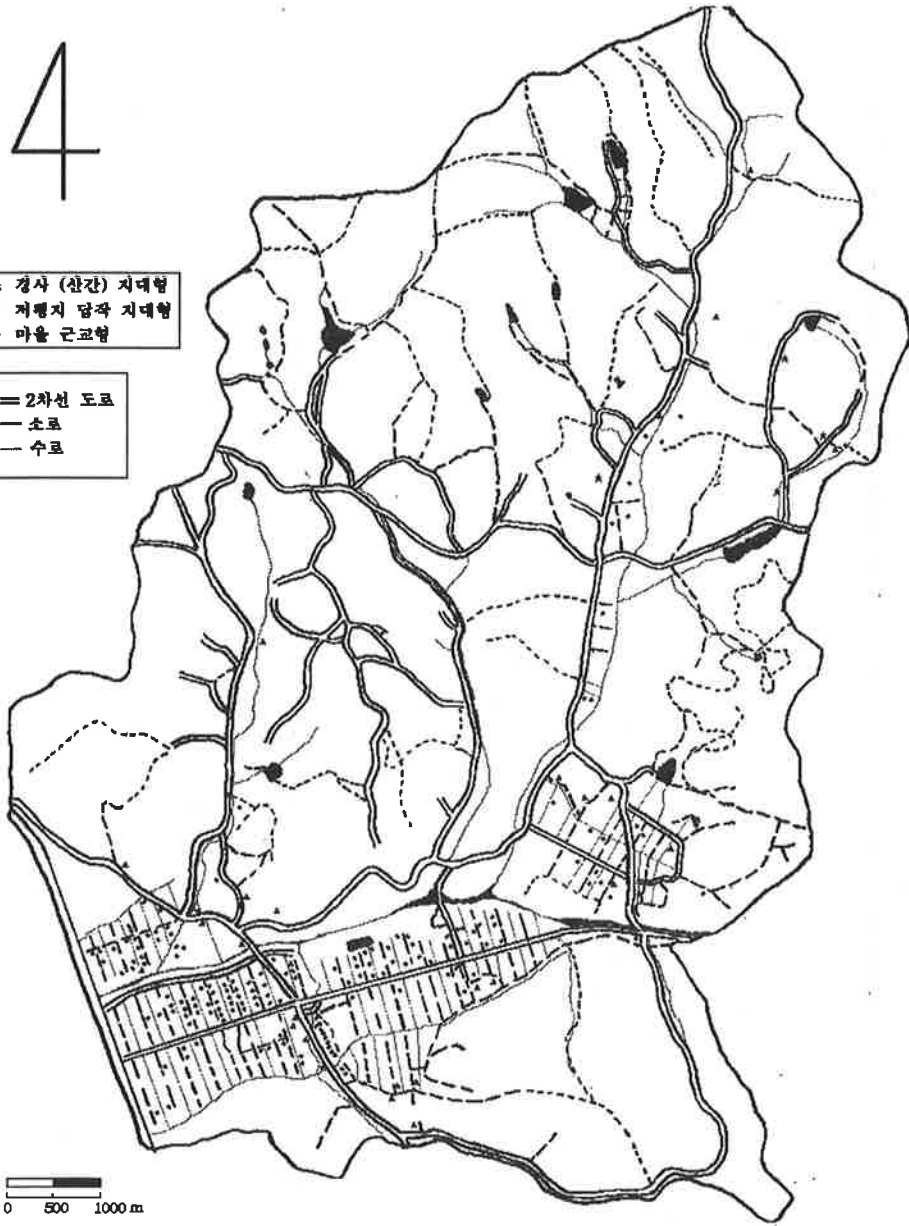 경사 (산간) 지대형
저평지 답작 지대형
마을 근교형
2차선 도로
소로
수로
0 500 1000 m